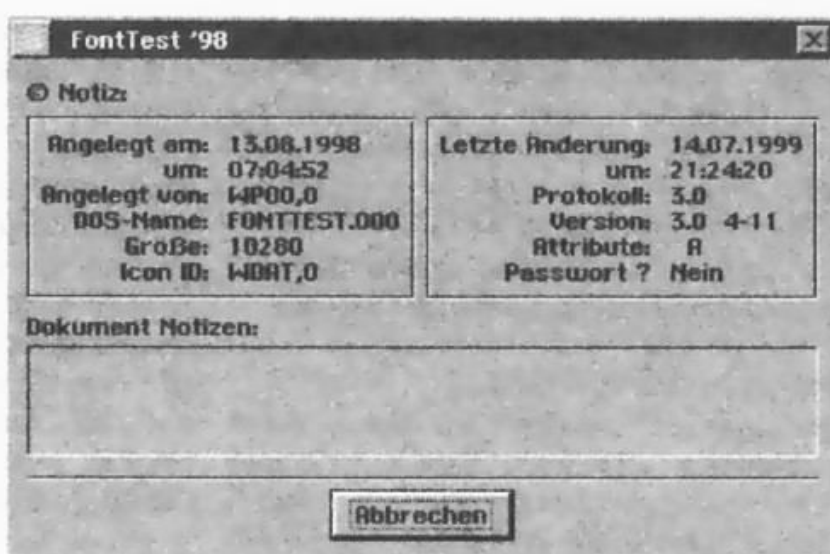 FontTest '98
© Notiz:
Angelegt am: 13.08.1998
um: 07:04:52
Angelegt von: WP00,0
DOS-Name: FONTTEST.000
Größe: 10280
Icon ID: WDAT,0
Letzte Änderung: 14.07.1999
um: 21:24:20
Protokoll: 3.0
Version: 3.0 4-11
Attribute: A
Passwort ? Nein
Dokument Notizen:
Abbrechen